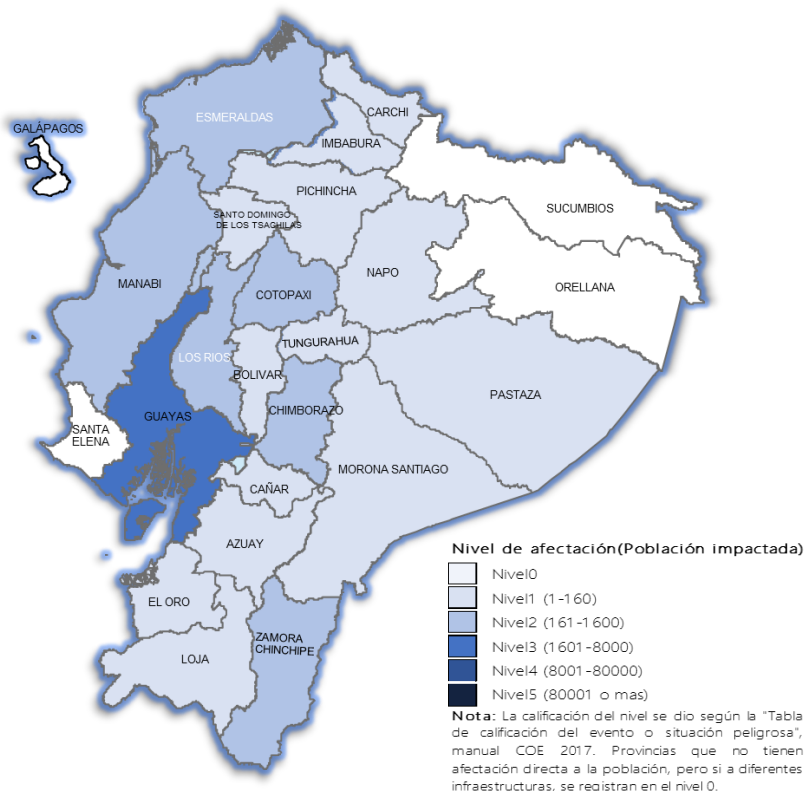 GALÁPAGOS
ESMERALDAS
CARCHI
IMBABURA
PICHINCHA
SUCUMBIOS
SANTO DOMINGO
DE LOS TSACHILAS
NAPO
ORELLANA
MANABI
COTOPAXI
TUNGURAHUA
LOS RIOS
BOLIVAR
PASTAZA
CHIMBORAZO
GUAYAS
SANTA
ELENA
MORONA SANTIAGO
CAÑAR
AZUAY
EL ORO
ZAMORA
CHINCHIPE
LOJA
Nivel de afectación(Población impactada)
Nivel0
Nivel1 (1-160)
Nivel2 (161-1600)
Nivel3 (1601-8000)
Nivel4 (8001-80000)
Nivel5 (80001 o mas)
Nota: La calificación del nivel se dio según la "Tabla
de calificación del evento o situación peligrosa",
manual COE 2017. Provincias que no tienen
afectación directa a la población, pero si a diferentes
infraestructuras, se registran en el nivel 0.